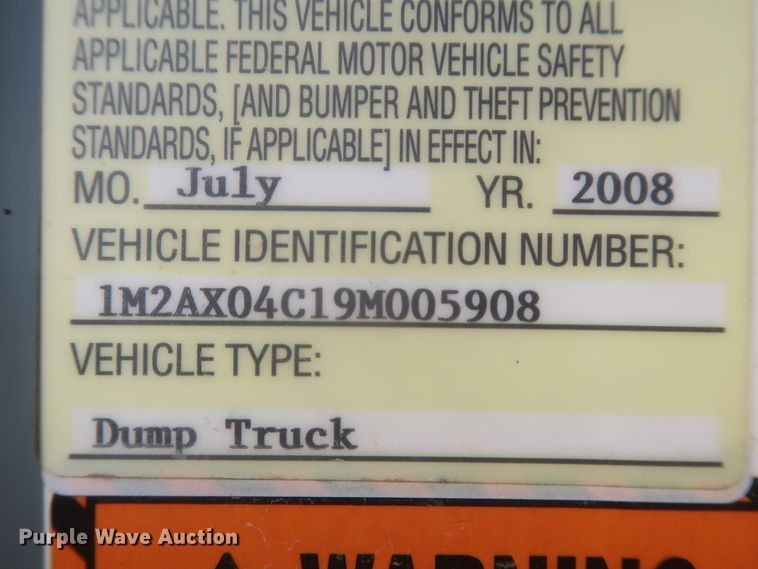 APPLICABLE. THIS VEHICLE CONFORMS TO ALL
APPLICABLE FEDERAL MOTOR VEHICLE SAFETY
STANDARDS, [AND BUMPER AND THEFT PREVENTION
STANDARDS, IF APPLICABLE] IN EFFECT IN:
MO. July YR. 2008
VEHICLE IDENTIFICATION NUMBER:
1M2AX04C19M005908
VEHICLE TYPE:
Dump Truck
WARNING
Purple Wave Auction